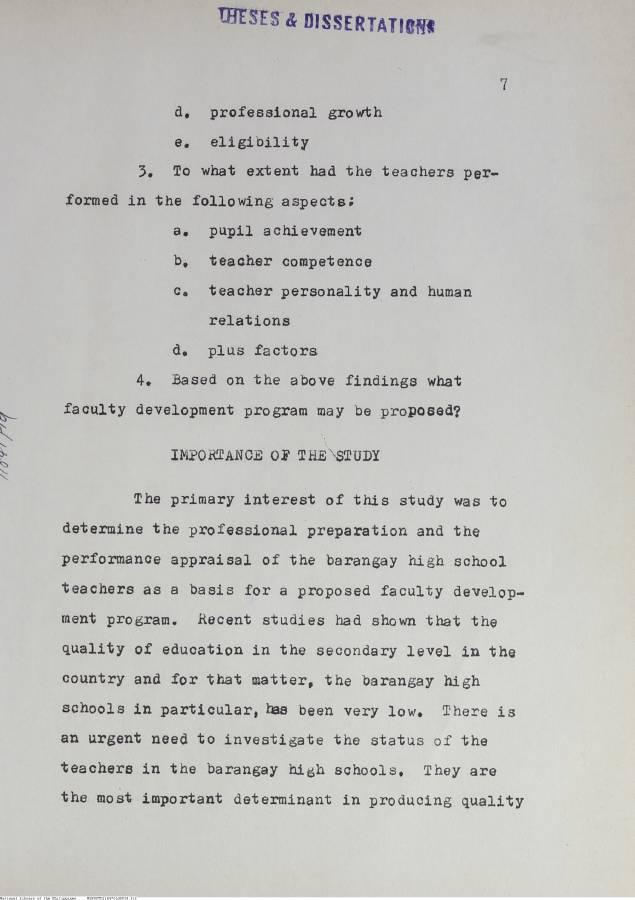 THESES & DISSERTATIONS
7
d. professional growth
e. eligibility
3. To what extent had the teachers per-
formed in the following aspects:
a. pupil achievement
b. teacher competence
c. teacher personality and human
relations
d. plus factors
4. Based on the above findings what
faculty development program may be proposed?
IMPORTANCE OF THE STUDY
The primary interest of this study was to
determine the professional preparation and the
performance appraisal of the barangay high school
teachers as a basis for a proposed faculty develop-
ment program. Recent studies had shown that the
quality of education in the secondary level in the
country and for that matter, the barangay high
schools in particular, has been very low. There is
an urgent need to investigate the status of the
teachers in the barangay high schools. They are
the most important determinant in producing quality
National Library of the Philippines